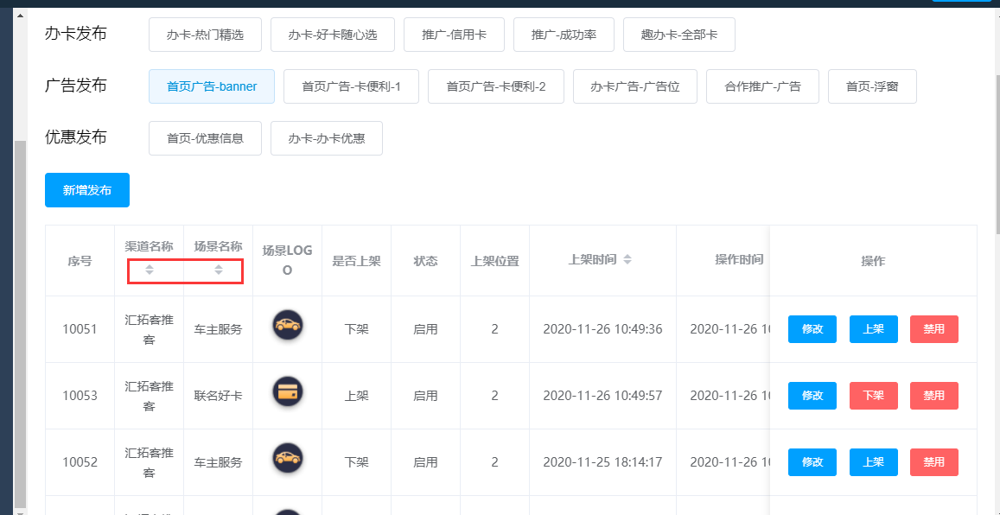 办卡发布
办卡-热门精选
办卡-好卡随心选
推广-信用卡
推广-成功率
趣办卡-全部卡
广告发布
首页广告-banner
首页广告-卡便利-1
首页广告-卡便利-2
办卡广告-广告位
合作推广-广告
首页-浮窗
优惠发布
首页-优惠信息
办卡-办卡优惠
新增发布
序号
渠道名称
场景名称
场景LOG
O
是否上架
状态
上架位置
上架时间
操作时间
操作
10051
汇拓客推
客
车主服务
下架
启用
2
2020-11-26 10:49:36
2020-11-26 10
修改
上架
禁用
10053
汇拓客推
客
联名好卡
上架
启用
2
2020-11-26 10:49:57
2020-11-26 10
修改
下架
禁用
10052
汇拓客推
客
车主服务
下架
启用
2
2020-11-25 18:14:17
2020-11-26 10
修改
上架
禁用